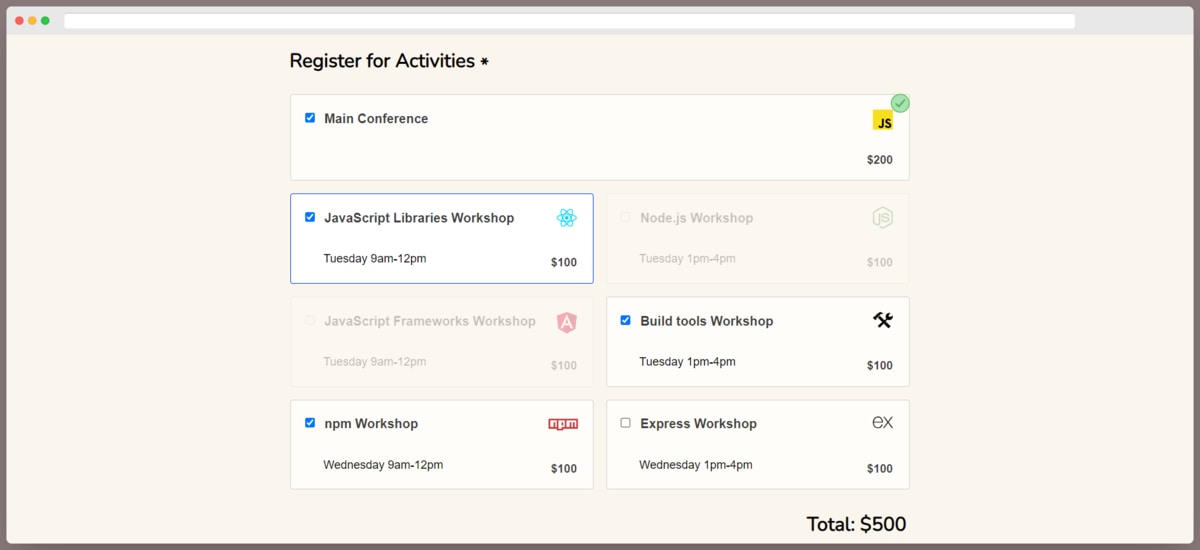 Register for Activities *
Main Conference
JS
$200
JavaScript Libraries Workshop
Tuesday 9am-12pm
$100
Node.js Workshop
JS
Tuesday 1pm-4pm
$100
JavaScript Frameworks Workshop
A
Tuesday 9am-12pm
$100
Build tools Workshop
Tuesday 1pm-4pm
$100
npm Workshop
npm
Wednesday 9am-12pm
$100
Express Workshop
ex
Wednesday 1pm-4pm
$100
Total: $500